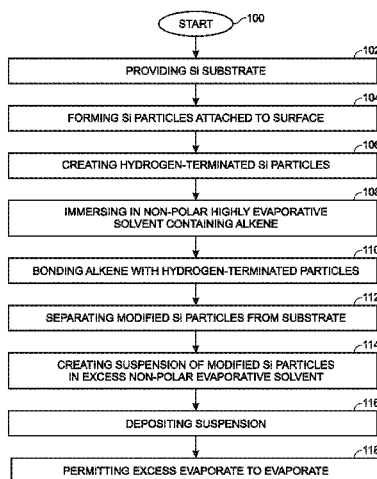 START
100
102
PROVIDING Si SUBSTRATE
104
FORMING Si PARTICLES ATTACHED TO SURFACE
106
CREATING HYDROGEN-TERMINATED Si PARTICLES
108
IMMERSING IN NON-POLAR HIGHLY EVAPORATIVE
SOLVENT CONTAINING ALKENE
110
BONDING ALKENE WITH HYDROGEN-TERMINATED PARTICLES
112
SEPARATING MODIFIED Si PARTICLES FROM SUBSTRATE
114
CREATING SUSPENSION OF MODIFIED Si PARTICLES
IN EXCESS NON-POLAR EVAPORATIVE SOLVENT
116
DEPOSITING SUSPENSION
118
PERMITTING EXCESS EVAPORATE TO EVAPORATE